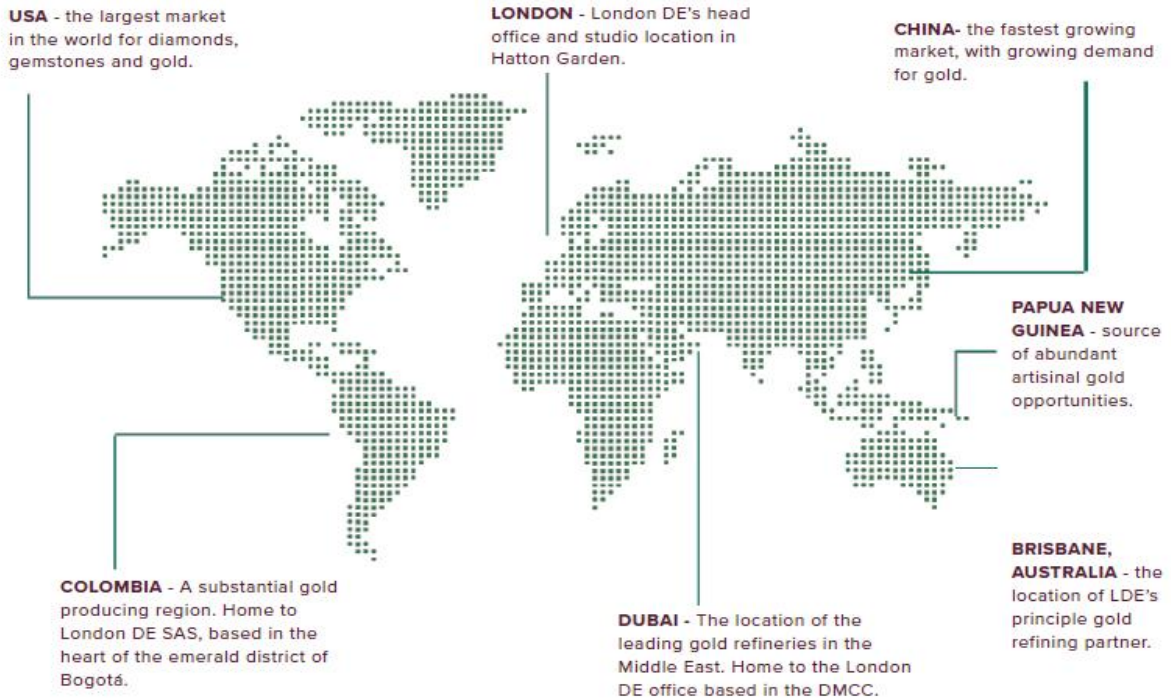 USA - the largest market
in the world for diamonds,
gemstones and gold.
LONDON - London DE's head
office and studio location in
Hatton Garden.
CHINA- the fastest growing
market, with growing demand
for gold.
PAPUA NEW
GUINEA - source
of abundant
artisinal gold
opportunities.
COLOMBIA - A substantial gold
producing region. Home to
London DE SAS, based in the
heart of the emerald district of
Bogotá.
DUBAI - The location of the
leading gold refineries in the
Middle East. Home to the London
DE office based in the DMCC.
BRISBANE,
AUSTRALIA - the
location of LDE's
principle gold
refining partner.